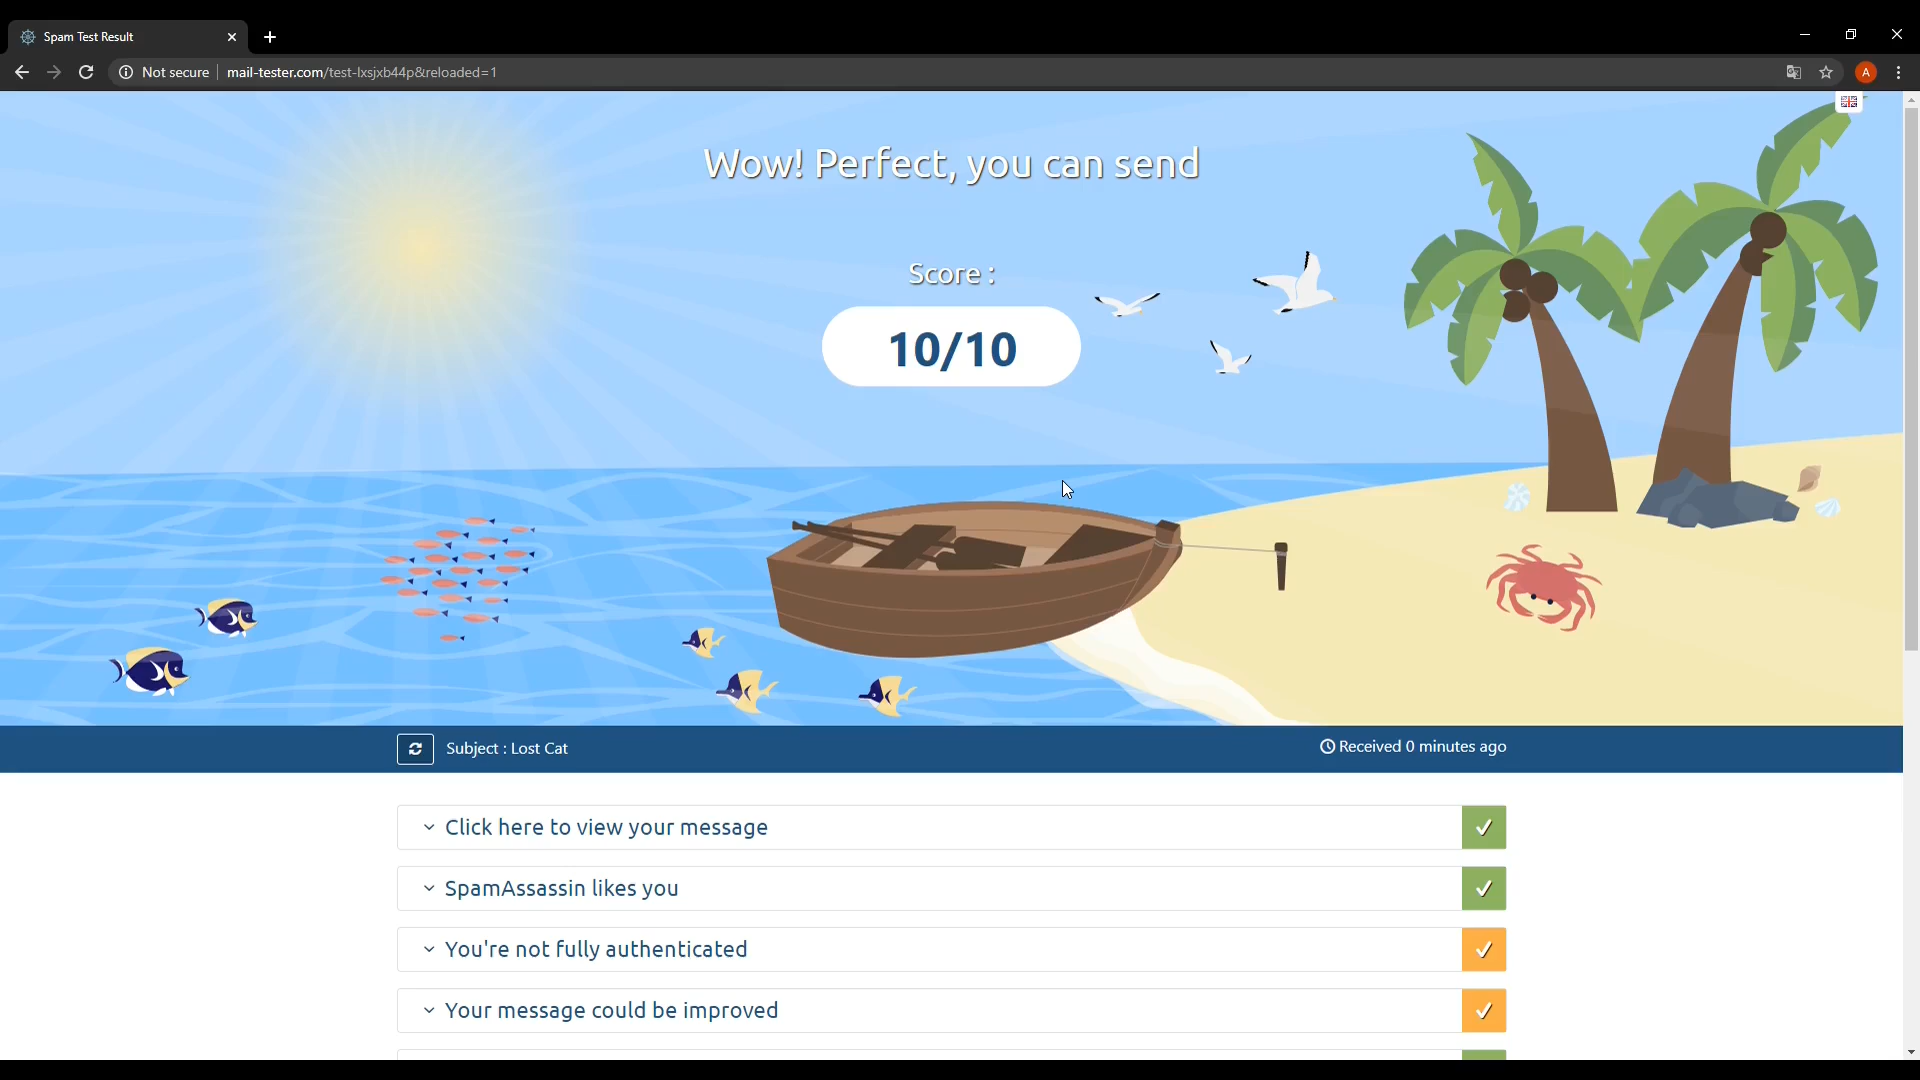 Spam Test Result
Not secure
mail-tester.com/test-lxsjxb44p&reloaded=1
A
Wow! Perfect, you can send
Score :
10/10
Subject : Lost Cat
Received 0 minutes ago
Click here to view your message
SpamAssassin likes you
You're not fully authenticated
Your message could be improved